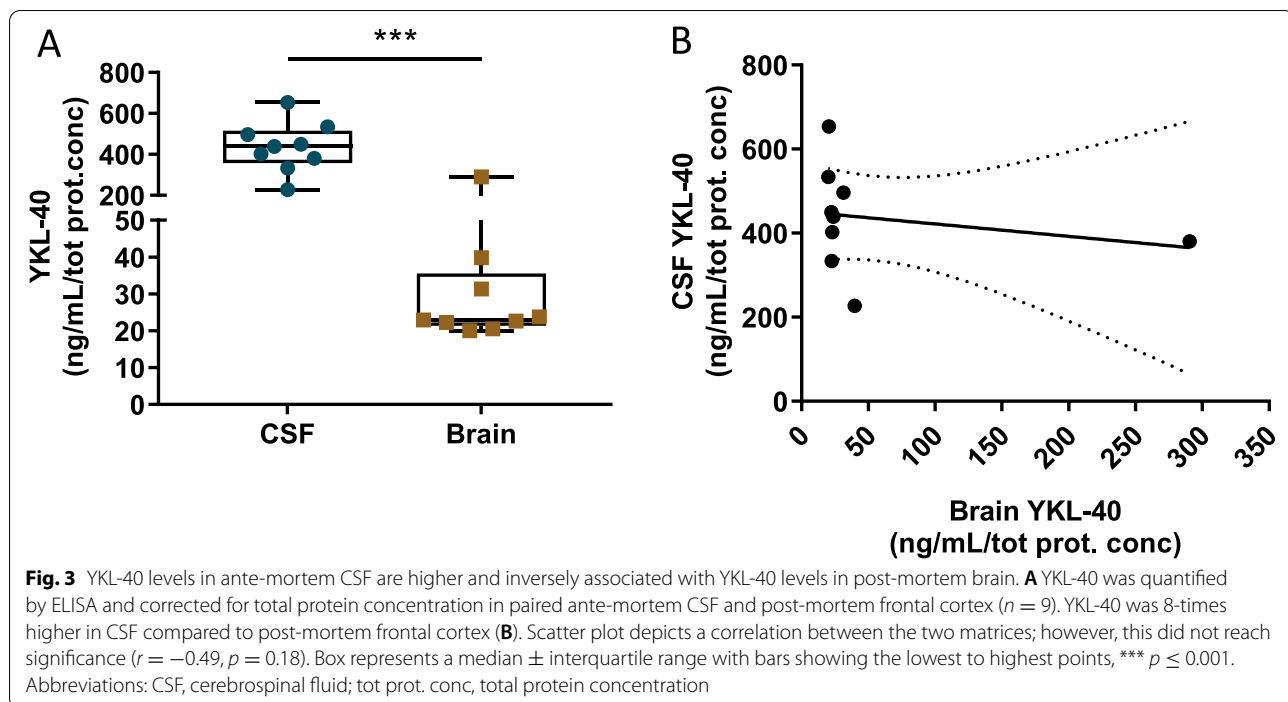 A
***
YKL-40
(ng/mL/tot prot.conc)
800
600
400
200
50
40
30
20
10
0
CSF
Brain
B
CSF YKL-40
(ng/mL/tot prot. conc)
800
600
400
200
0
0
50
100
150
200
250
300
350
Brain YKL-40
(ng/mL/tot prot. conc)
Fig. 3 YKL-40 levels in ante-mortem CSF are higher and inversely associated with YKL-40 levels in post-mortem brain. A YKL-40 was quantified
by ELISA and corrected for total protein concentration in paired ante-mortem CSF and post-mortem frontal cortex (n = 9). YKL-40 was 8-times
higher in CSF compared to post-mortem frontal cortex (B). Scatter plot depicts a correlation between the two matrices; however, this did not reach
significance (r = −0.49, p = 0.18). Box represents a median ± interquartile range with bars showing the lowest to highest points, *** p ≤ 0.001.
Abbreviations: CSF, cerebrospinal fluid; tot prot. conc, total protein concentration